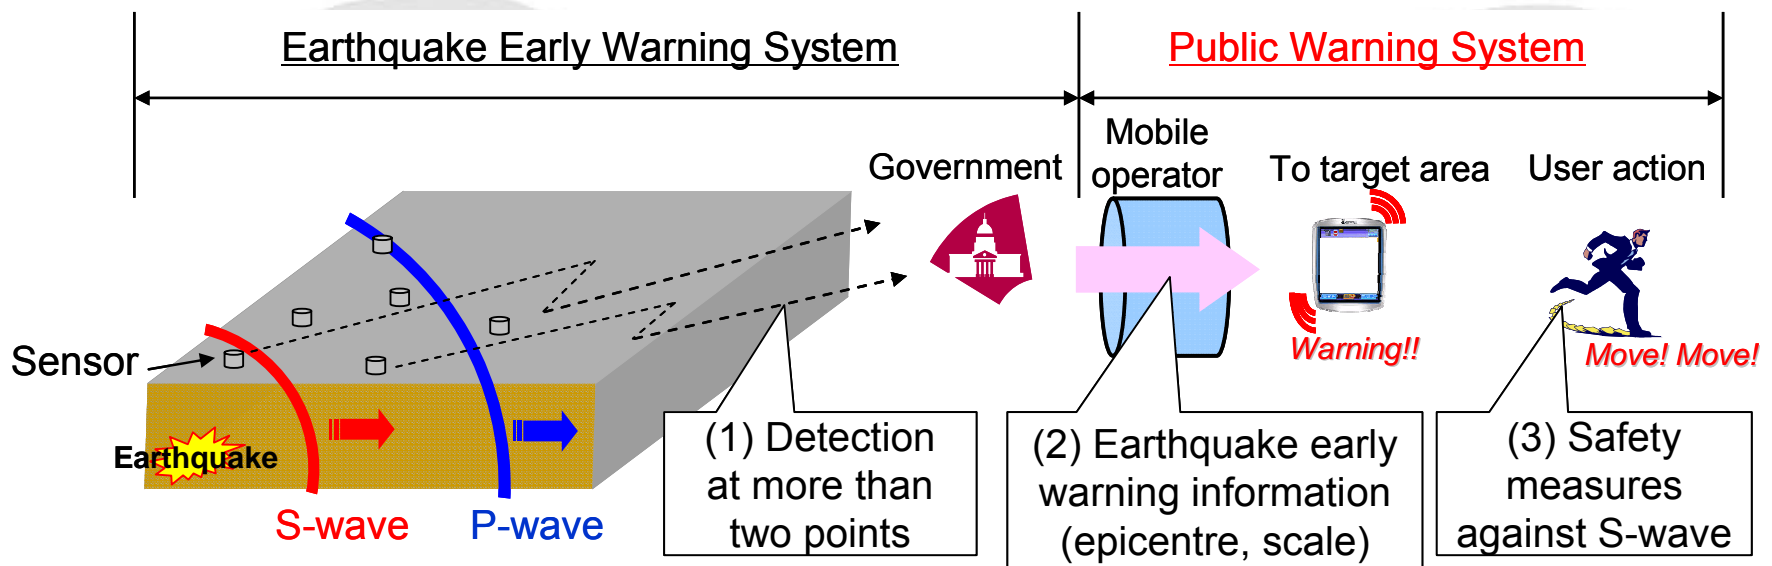 Earthquake Early Warning System
Public Warning System
Government
Mobile
operator
To target area
User action
Sensor
Earthquake
S-wave
P-wave
Warning!!
Move! Move!
(1) Detection
at more than
two points
(2) Earthquake early
warning information
(epicentre, scale)
(3) Safety
measures
against S-wave